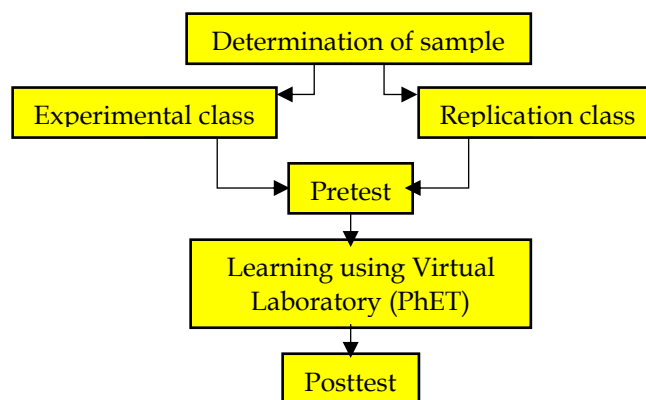 Determination of sample
Experimental class
Replication class
Pretest
Learning using Virtual
Laboratory (PhET)
Posttest